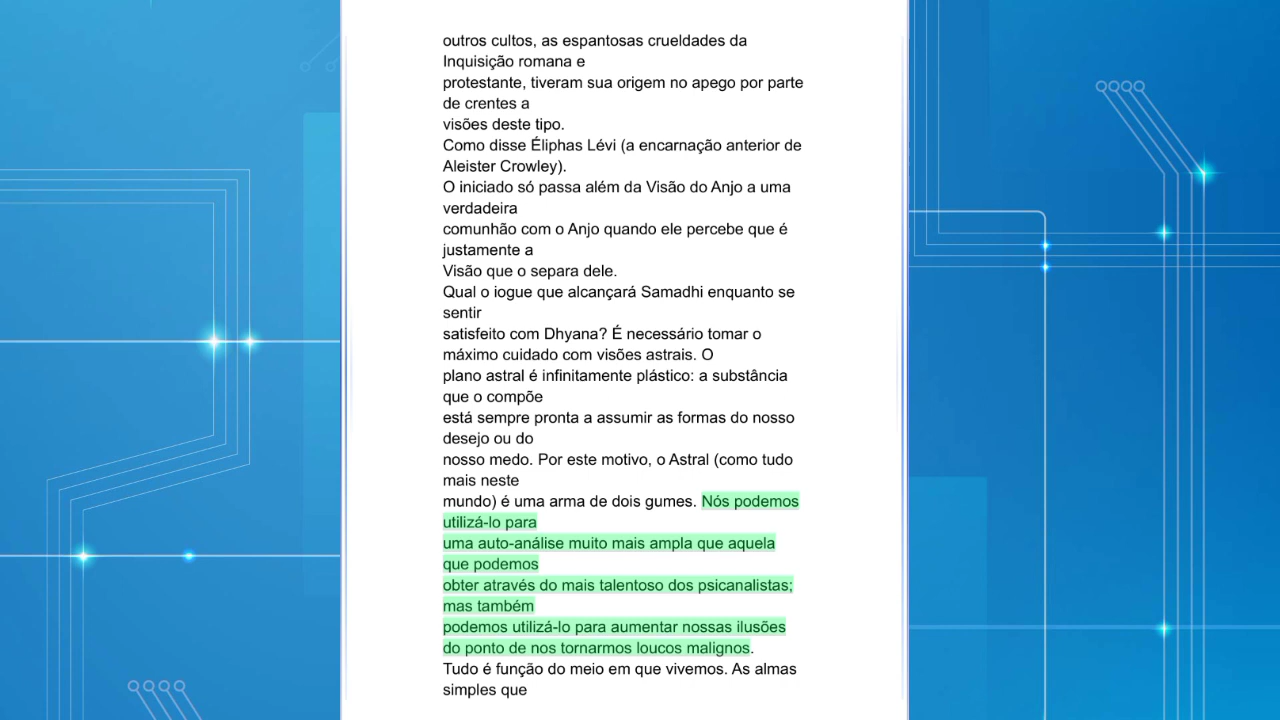 outros cultos, as espantosas crueldades da
Inquisição romana e
protestante, tiveram sua origem no apego por parte
de crentes a
visões deste tipo.
Como disse Éliphas Lévi (a encarnação anterior de
Aleister Crowley).
O iniciado só passa além da Visão do Anjo a uma
verdadeira
comunhão com o Anjo quando ele percebe que é
justamente a
Visão que o separa dele.
Qual o iogue que alcançará Samadhi enquanto se
sentir
satisfeito com Dhyana? É necessário tomar o
máximo cuidado com visões astrais. O
plano astral é infinitamente plástico: a substância
que o compõe
está sempre pronta a assumir as formas do nosso
desejo ou do
nosso medo. Por este motivo, o Astral (como tudo
mais neste
mundo) é uma arma de dois gumes. Nós podemos
utilizá-lo para
uma auto-análise muito mais ampla que aquela
que podemos
obter através do mais talentoso dos psicanalistas;
mas também
podemos utilizá-lo para aumentar nossas ilusões
do ponto de nos tornarmos loucos malignos.
Tudo é função do meio em que vivemos. As almas
simples que